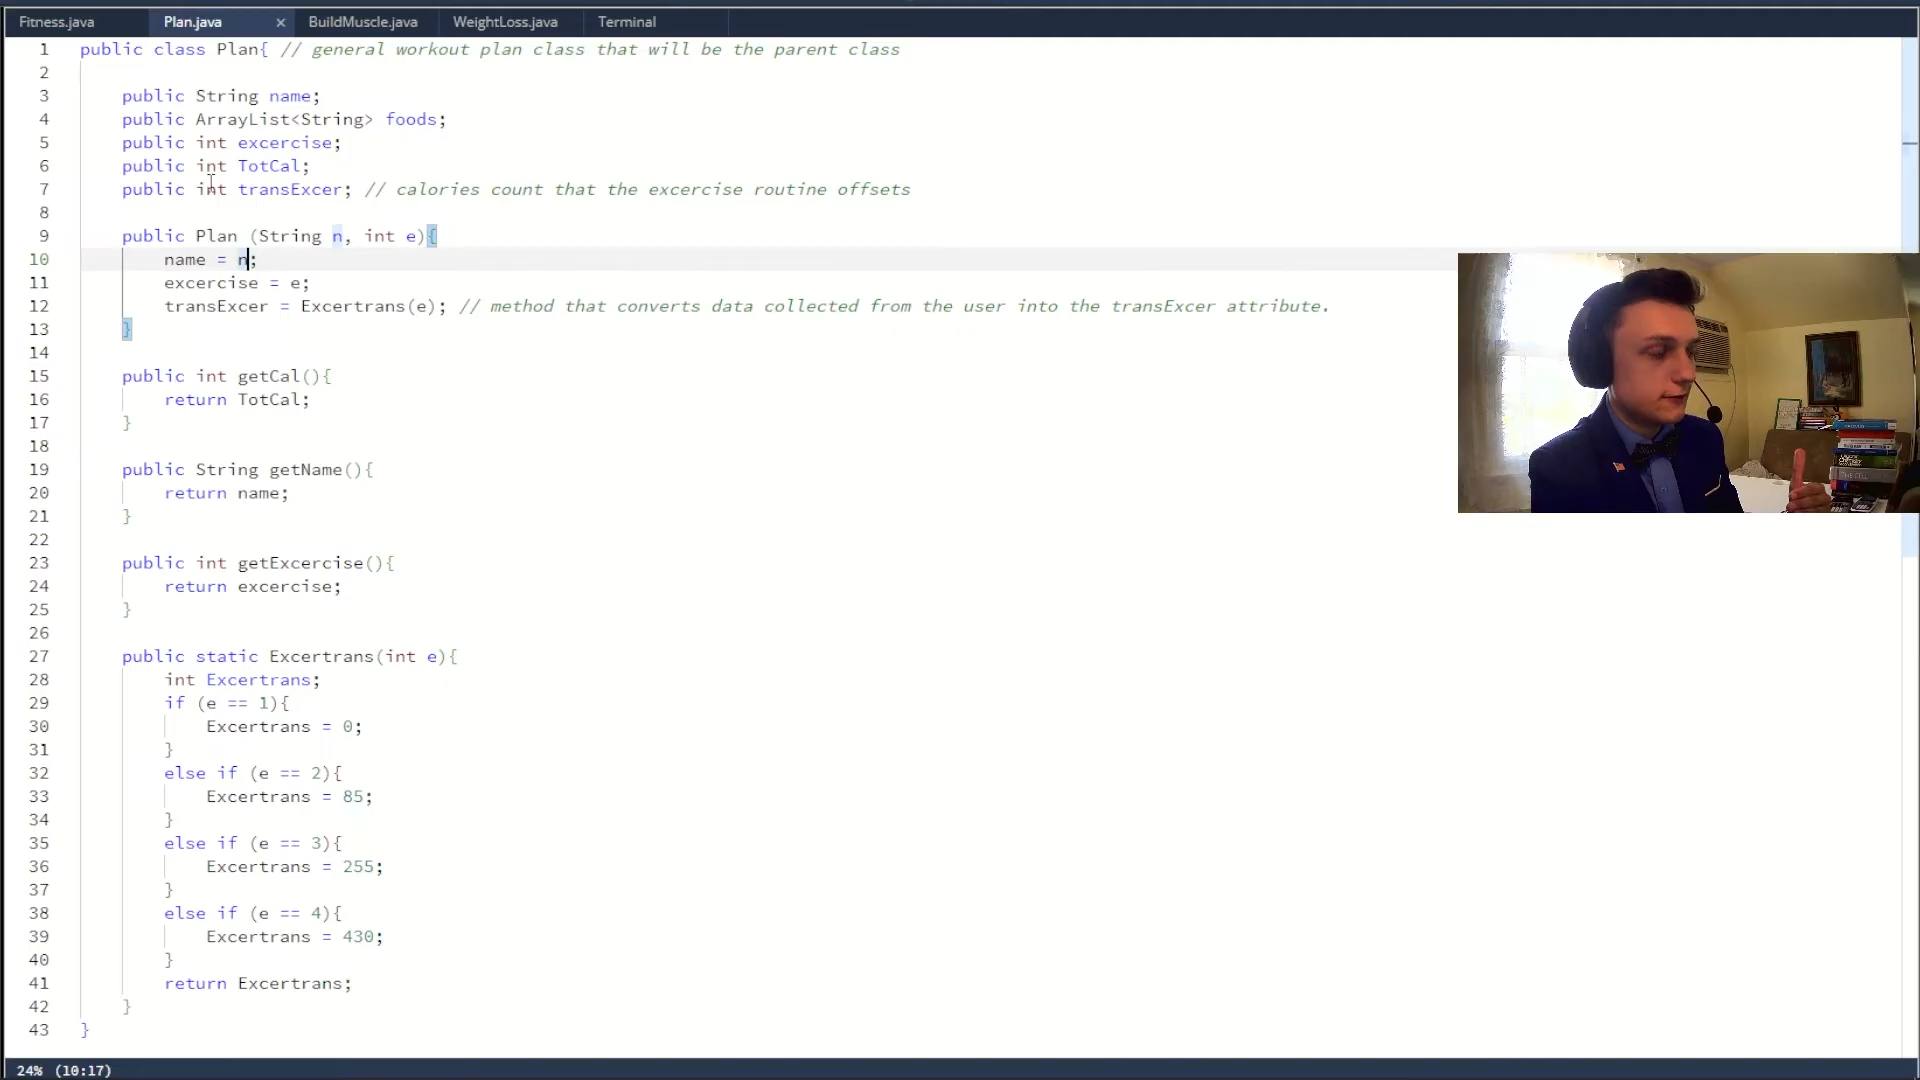 Fitness.java Plan.java × BuildMuscle.java WeightLoss.java Terminal
1 public class Plan{ // general workout plan class that will be the parent class
2
3 public String name;
4 public ArrayList<String> foods;
5 public int excercise;
6 public int TotCal;
7 public int transExcer; // calories count that the excercise routine offsets
8
9 public Plan (String n, int e){
10 name = n;
11 excercise = e;
12 transExcer = Excertrans(e); // method that converts data collected from the user into the transExcer attribute.
13 }
14
15 public int getCal(){
16 return TotCal;
17 }
18
19 public String getName(){
20 return name;
21 }
22
23 public int getExcercise(){
24 return excercise;
25 }
26
27 public static Excertrans(int e){
28 int Excertrans;
29 if (e == 1){
30 Excertrans = 0;
31 }
32 else if (e == 2){
33 Excertrans = 85;
34 }
35 else if (e == 3){
36 Excertrans = 255;
37 }
38 else if (e == 4){
39 Excertrans = 430;
40 }
41 return Excertrans;
42 }
43 }
24% (10:17)